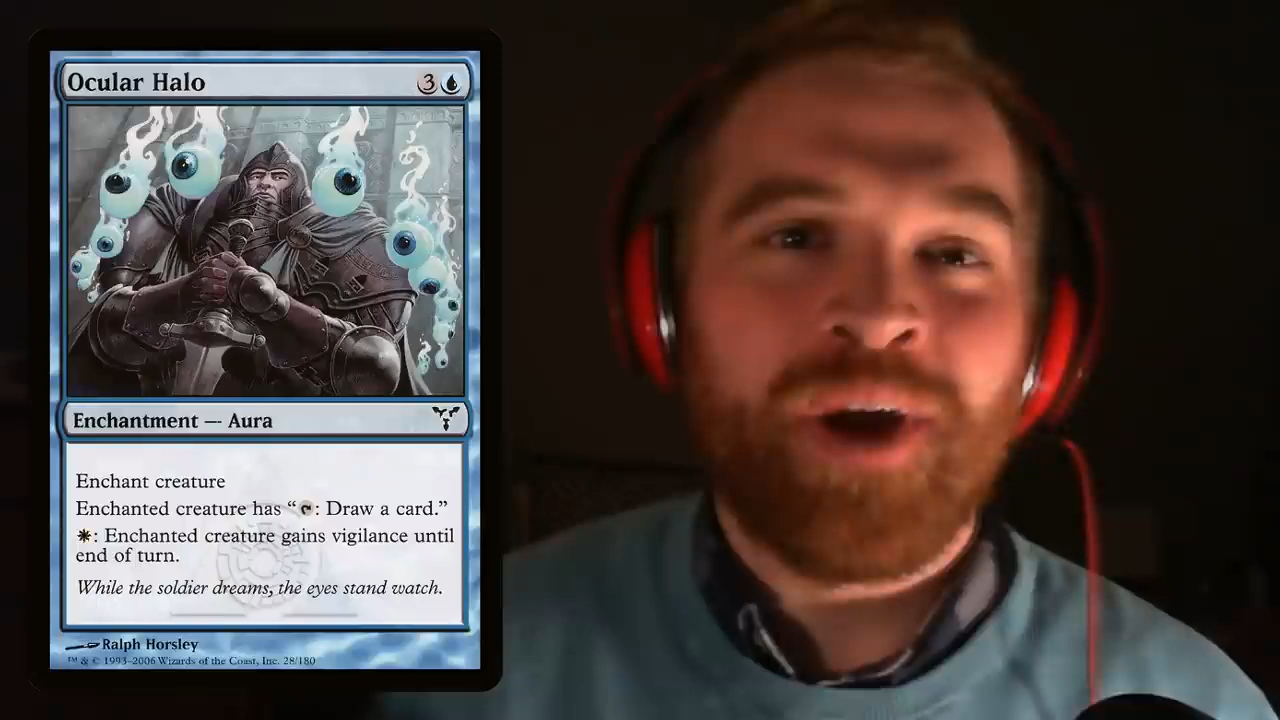 Ocular Halo 3
Enchantment — Aura
Enchant creature
Enchanted creature has “: Draw a card.”
: Enchanted creature gains vigilance until
end of turn.
While the soldier dreams, the eyes stand watch.
Ralph Horsley
™ & © 1993–2006 Wizards of the Coast, Inc. 28/180